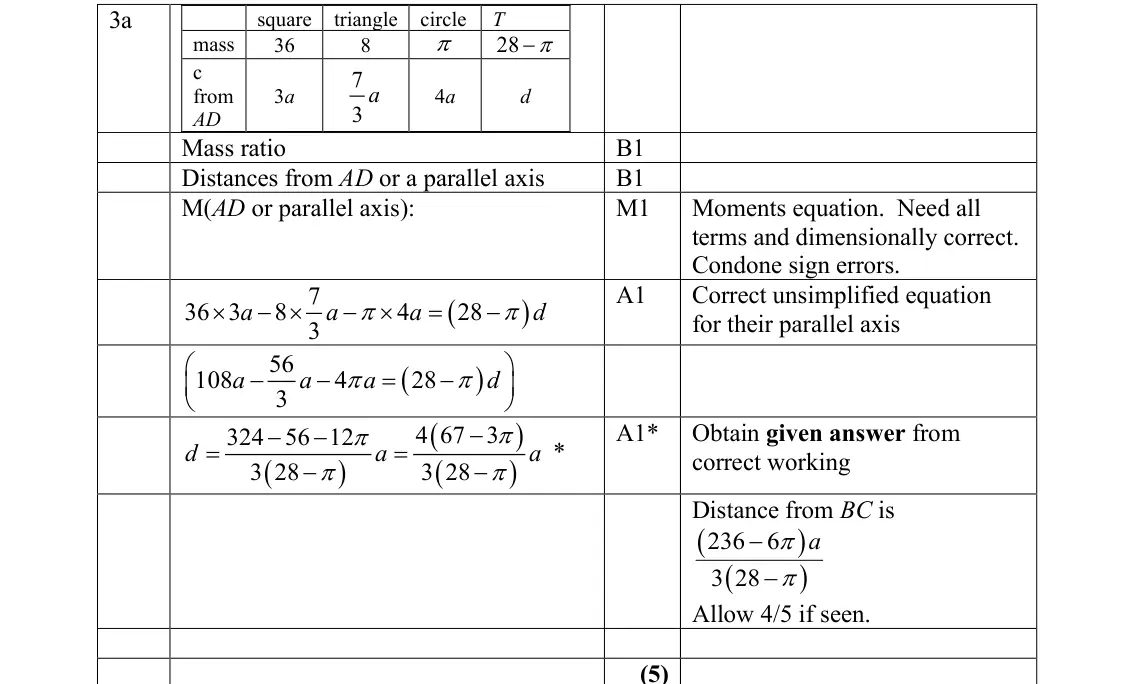 3a
square triangle circle T
mass 36 8 π 28 − π
c from AD 3a 7/3 a 4a d
Mass ratio B1
Distances from AD or a parallel axis B1
M(AD or parallel axis): M1 Moments equation. Need all
terms and dimensionally correct.
Condone sign errors.
36 × 3a − 8 × 7/3 a − π × 4a = (28 − π) d A1 Correct unsimplified equation
for their parallel axis
(108a − 56/3 a − 4πa = (28 − π) d)
d = (324 − 56 − 12π)/(3(28 − π)) a = 4(67 − 3π)/(3(28 − π)) a * A1* Obtain given answer from
correct working
Distance from BC is
(236 − 6π)a/(3(28 − π))
Allow 4/5 if seen.
(5)